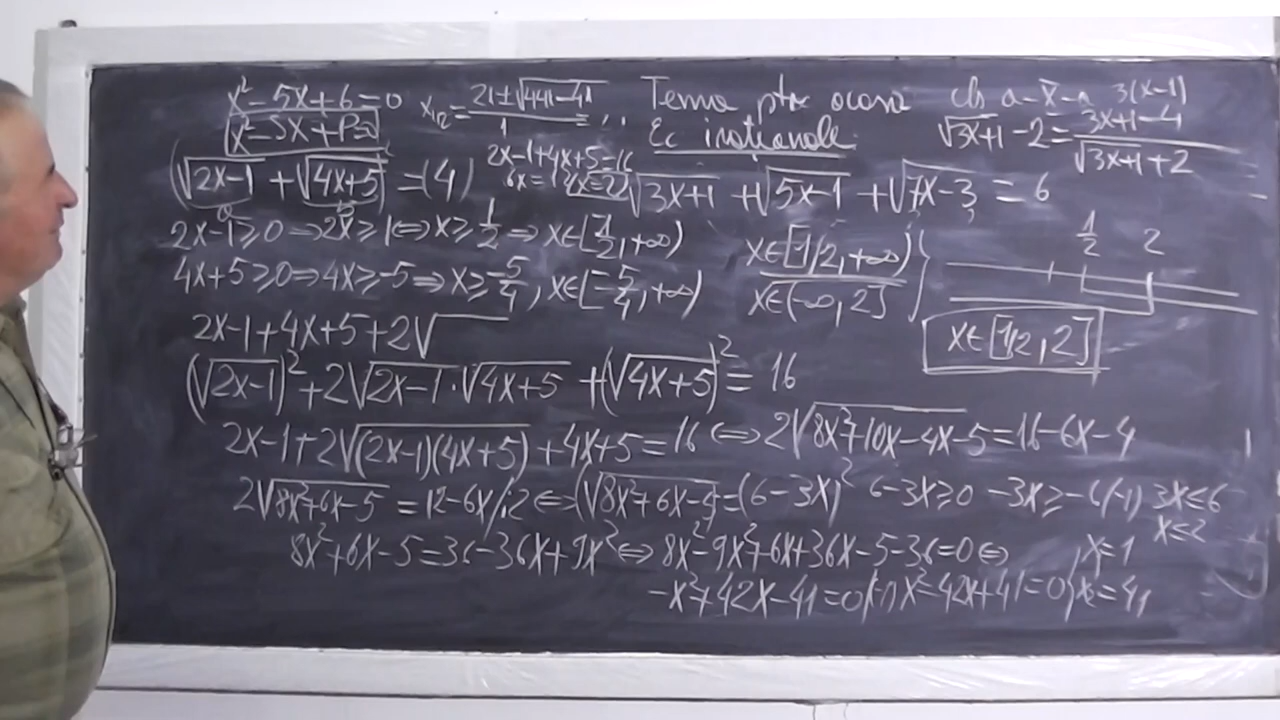 x² - 5x + 6 = 0
x² - Sx + P = 0
x₁,₂ = (21 ± √441 - 41)/1 = ...
Tema ptr acasă
Ec iraționale
3(x-1)
√3x+1 - 2 = (3x+1-4)/(√3x+1 + 2)
(√2x-1 + √4x+5) = (4)
2x-1+4x+5=16
√3x+1 + √5x-1 + √7x-3 = 6
2x-1 ≥ 0 ⇒ 2x ≥ 1 ⇔ x ≥ 1/2 ⇒ x ∈ [1/2, +∞)
4x+5 ≥ 0 ⇒ 4x ≥ -5 ⇒ x ≥ -5/4, x ∈ [-5/4, +∞)
x ∈ [1/2, +∞)
x ∈ (-∞, 2]
1/2 2
x ∈ [1/2, 2]
2x-1+4x+5+2√
(√2x-1)² + 2√2x-1 · √4x+5 + (√4x+5)² = 16
2x-1+2√(2x-1)(4x+5) + 4x+5 = 16 ⇔ 2√8x²+10x-4x-5 = 16-6x-4
2√8x²+6x-5 = 12-6x /:2 ⇔ (√8x²+6x-5 = (6-3x)² 6-3x ≥ 0 -3x ≥ -6 (-1) 3x ≤ 6
x ≤ 2
8x²+6x-5 = 36-36x+9x² ⇔ 8x²-9x²+6x+36x-5-36=0 ⇔
x=1
-x²+42x-41=0 /(-1) x²-42x+41=0 x=41